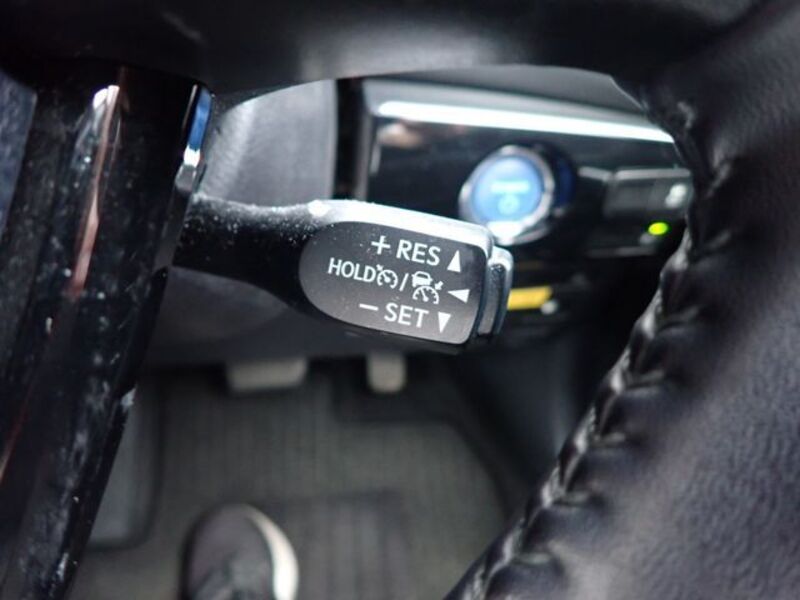 + RES
HOLD /
− SET